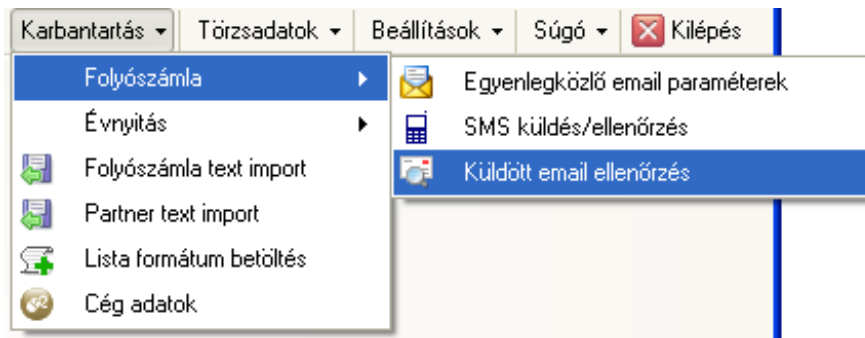 Karbantartás Törzsadatok Beállítások Súgó Kilépés
Folyószámla
Évnyitás
Folyószámla text import
Partner text import
Lista formátum betöltés
Cég adatok
Egyenlegközlő email paraméterek
SMS küldés/ellenőrzés
Küldött email ellenőrzés